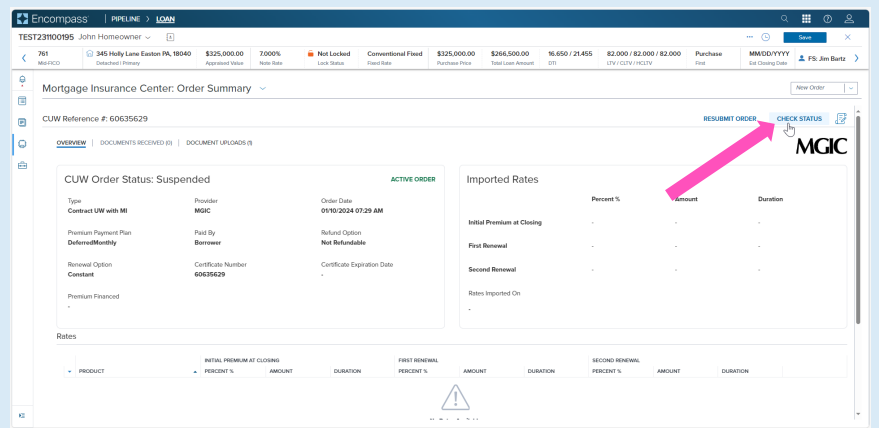 Encompass® | PIPELINE > LOAN
TEST231100195 John Homeowner
Save
761
Mid-FICO
345 Holly Lane Easton PA, 18040
Detached | Primary
$325,000.00
Appraised Value
7.000%
Note Rate
Not Locked
Lock Status
Conventional Fixed
Fixed Rate
$325,000.00
Purchase Price
$266,500.00
Total Loan Amount
16.650 / 21.455
DTI
82.000 / 82.000 / 82.000
LTV / CLTV / HCLTV
Purchase
First
MM/DD/YYYY
Est Closing Date
FS: Jim Bartz
Mortgage Insurance Center: Order Summary
New Order
CUW Reference #: 60635629
RESUBMIT ORDER
CHECK STATUS
OVERVIEW | DOCUMENTS RECEIVED (0) | DOCUMENT UPLOADS (1)
MGIC
CUW Order Status: Suspended
ACTIVE ORDER
Type
Contract UW with MI
Provider
MGIC
Order Date
01/10/2024 07:29 AM
Premium Payment Plan
DeferredMonthly
Paid By
Borrower
Refund Option
Not Refundable
Renewal Option
Constant
Certificate Number
60635629
Certificate Expiration Date
-
Premium Financed
-
Imported Rates
Percent % Amount Duration
Initial Premium at Closing - - -
First Renewal - - -
Second Renewal - - -
Rates Imported On
-
Rates
INITIAL PREMIUM AT CLOSING FIRST RENEWAL SECOND RENEWAL
PRODUCT PERCENT % AMOUNT DURATION PERCENT % AMOUNT DURATION PERCENT % AMOUNT DURATION